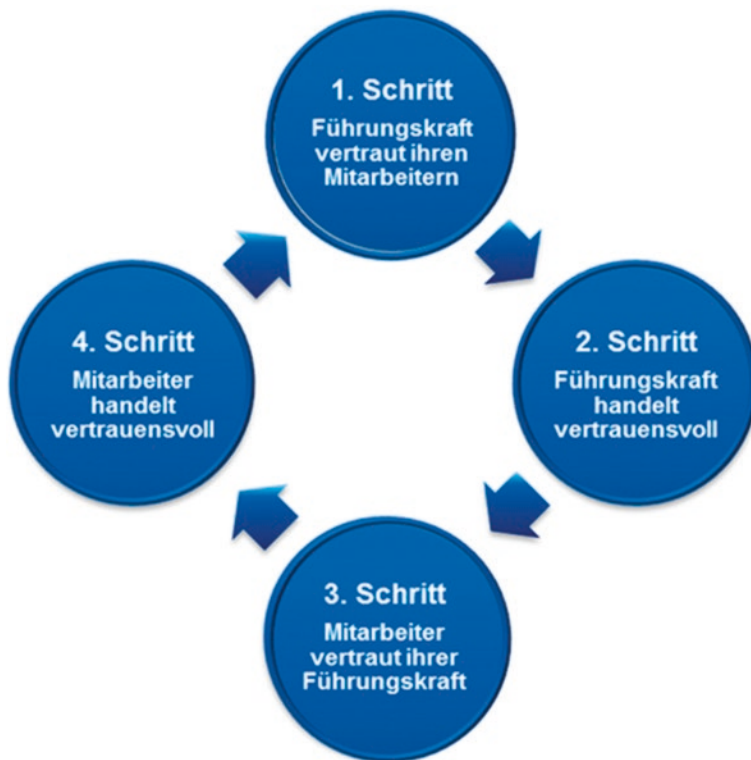 1. Schritt
Führungskraft
vertraut ihren
Mitarbeitern
2. Schritt
Führungskraft
handelt
vertrauensvoll
3. Schritt
Mitarbeiter
vertraut ihrer
Führungskraft
4. Schritt
Mitarbeiter
handelt
vertrauensvoll